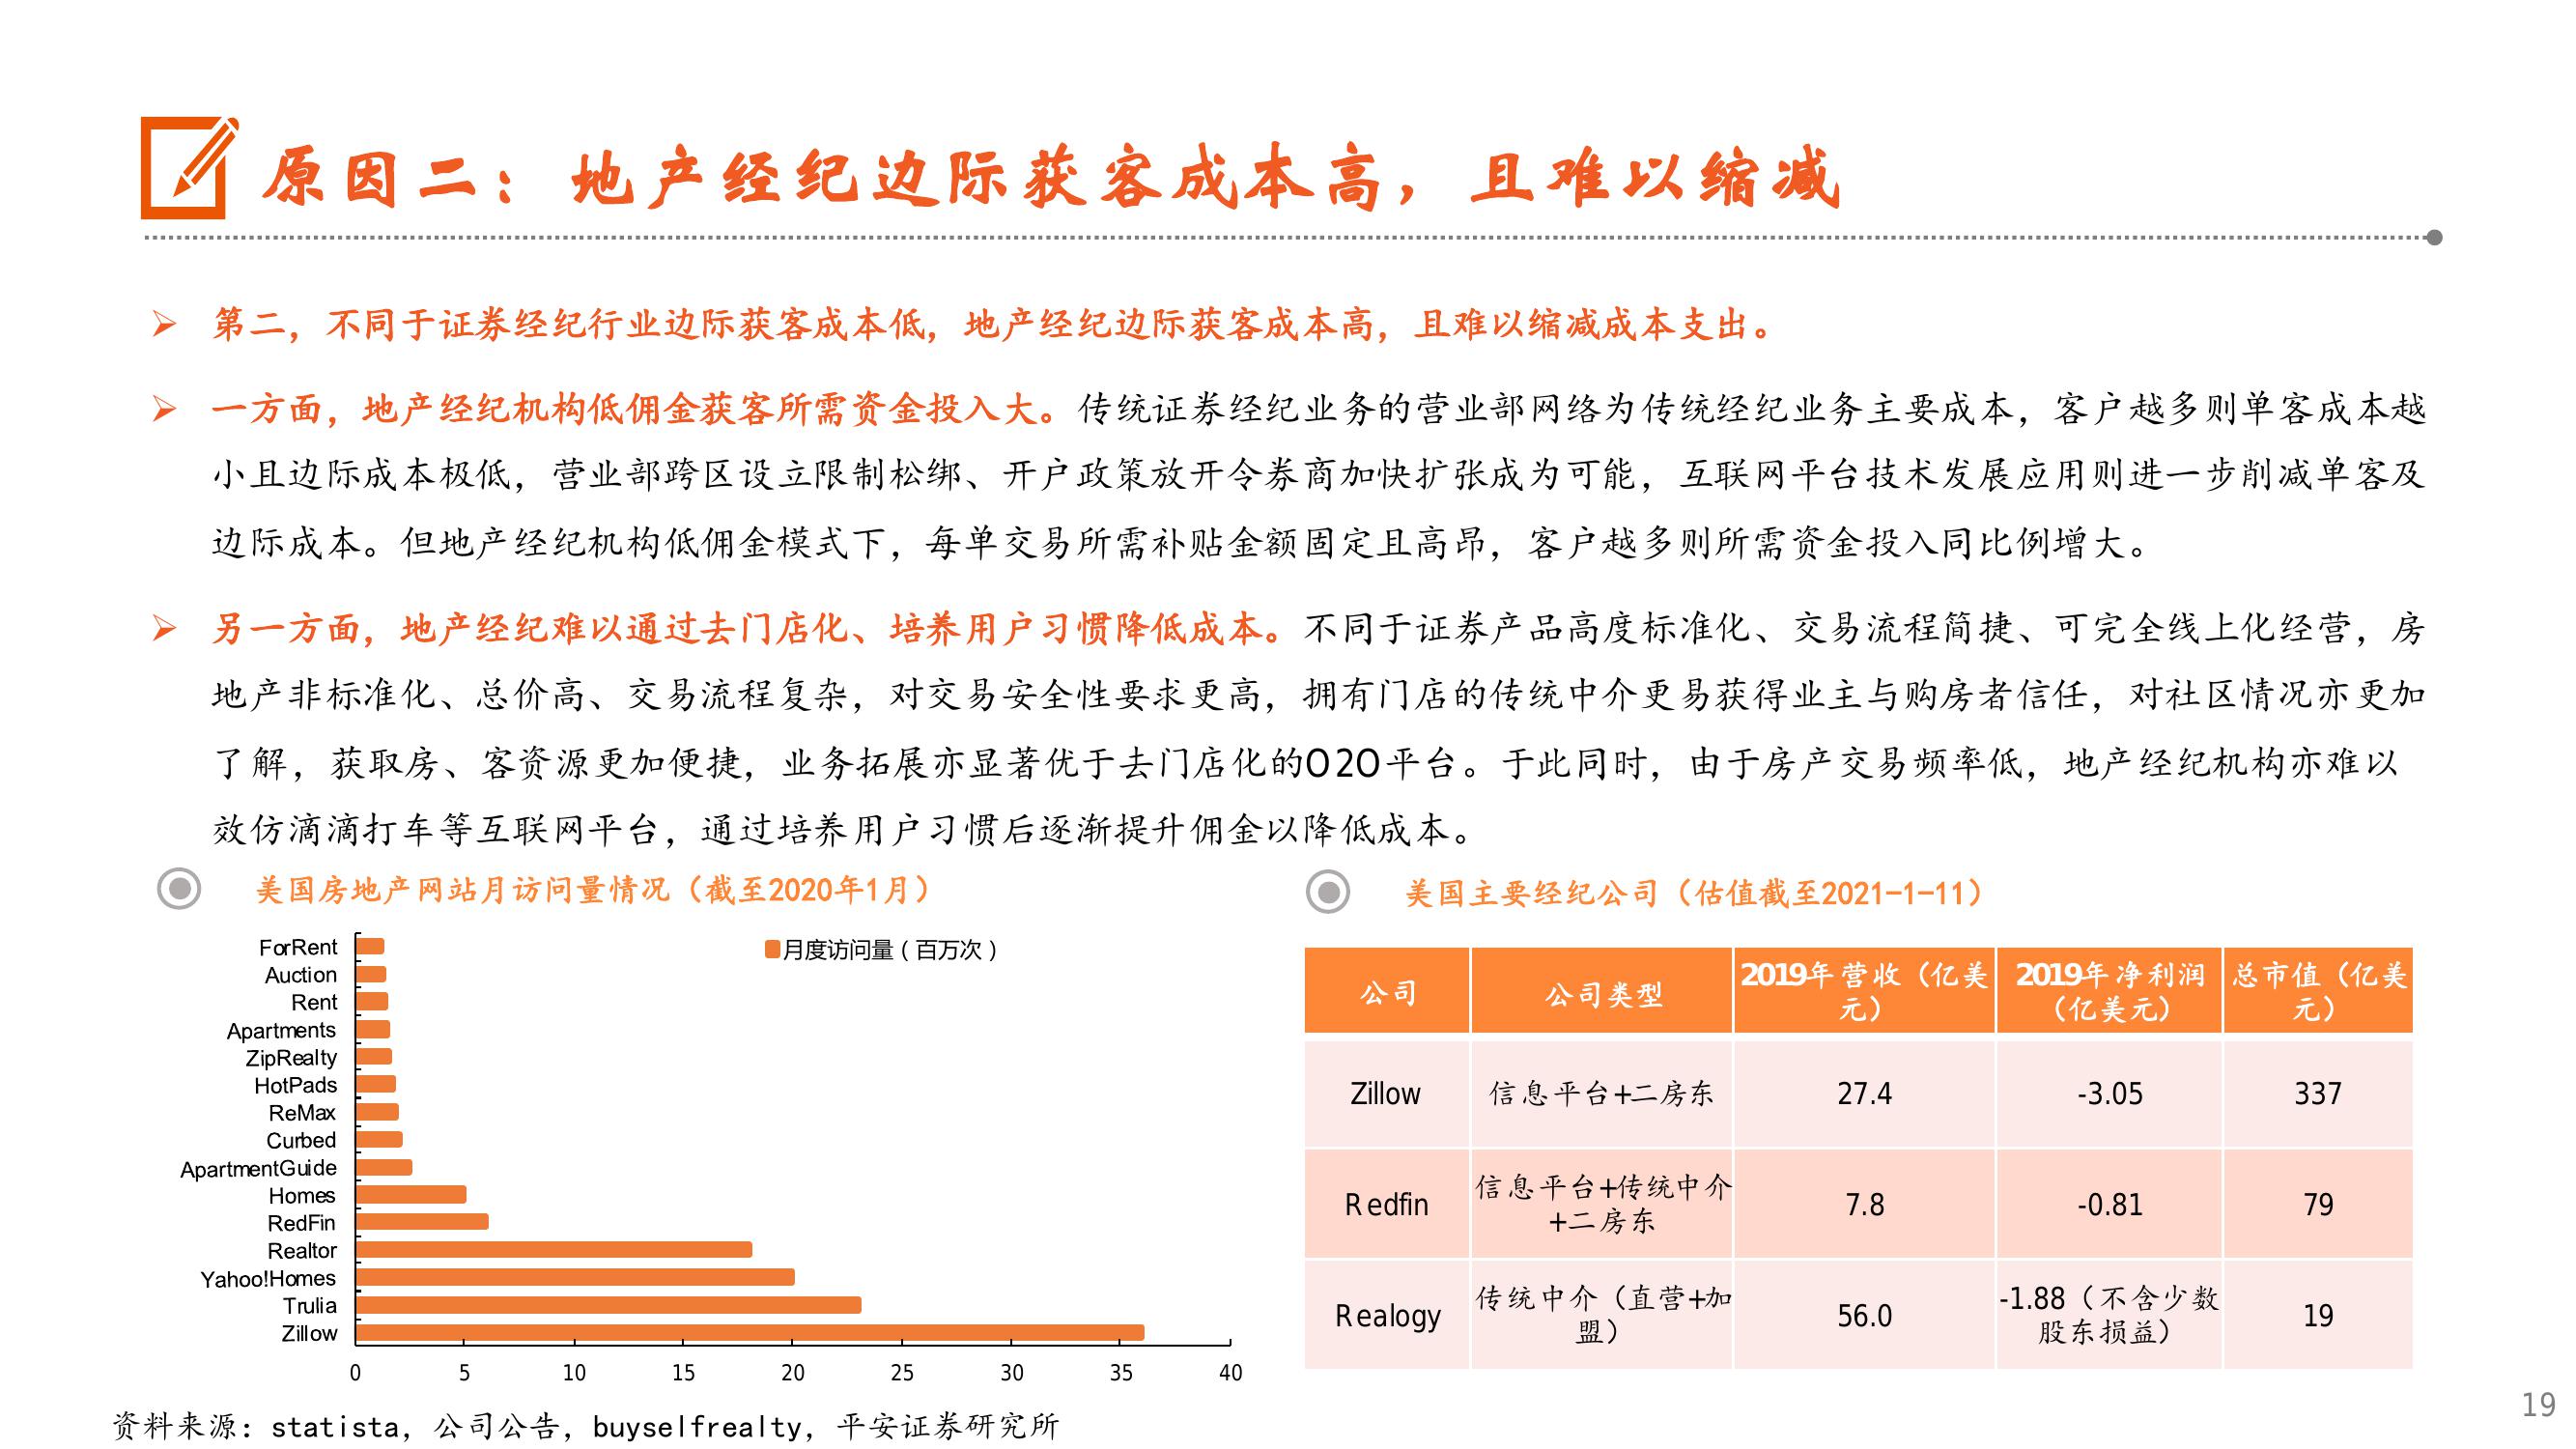 原因二：地产经纪边际获客成本高，且难以缩减
第二，不同于证券经纪行业边际获客成本低，地产经纪边际获客成本高，且难以缩减成本支出。
一方面，地产经纪机构低佣金获客所需资金投入大。传统证券经纪业务的营业部网络为传统经纪业务主要成本，客户越多则单客成本越
小且边际成本极低，营业部跨区设立限制松绑、开户政策放开令券商加快扩张成为可能，互联网平台技术发展应用则进一步削减单客及
边际成本。但地产经纪机构低佣金模式下，每单交易所需补贴金额固定且高昂，客户越多则所需资金投入同比例增大。
另一方面，地产经纪难以通过去门店化、培养用户习惯降低成本。不同于证券产品高度标准化、交易流程简捷、可完全线上化经营，房
地产非标准化、总价高、交易流程复杂，对交易安全性要求更高，拥有门店的传统中介更易获得业主与购房者信任，对社区情况亦更加
了解，获取房、客资源更加便捷，业务拓展亦显著优于去门店化的O2O平台。于此同时，由于房产交易频率低，地产经纪机构亦难以
效仿滴滴打车等互联网平台，通过培养用户习惯后逐渐提升佣金以降低成本。
美国房地产网站月访问量情况（截至2020年1月）
月度访问量（百万次）
ForRent
Auction
Rent
Apartments
ZipRealty
HotPads
ReMax
Curbed
ApartmentGuide
Homes
RedFin
Realtor
Yahoo!Homes
Trulia
Zillow
0 5 10 15 20 25 30 35 40
美国主要经纪公司（估值截至2021-1-11）
公司 公司类型 2019年营收（亿美元） 2019年净利润（亿美元） 总市值（亿美元）
Zillow 信息平台+二房东 27.4 -3.05 337
Redfin 信息平台+传统中介+二房东 7.8 -0.81 79
Realogy 传统中介（直营+加盟） 56.0 -1.88（不含少数股东损益） 19
资料来源：statista，公司公告，buyselfrealty，平安证券研究所
19